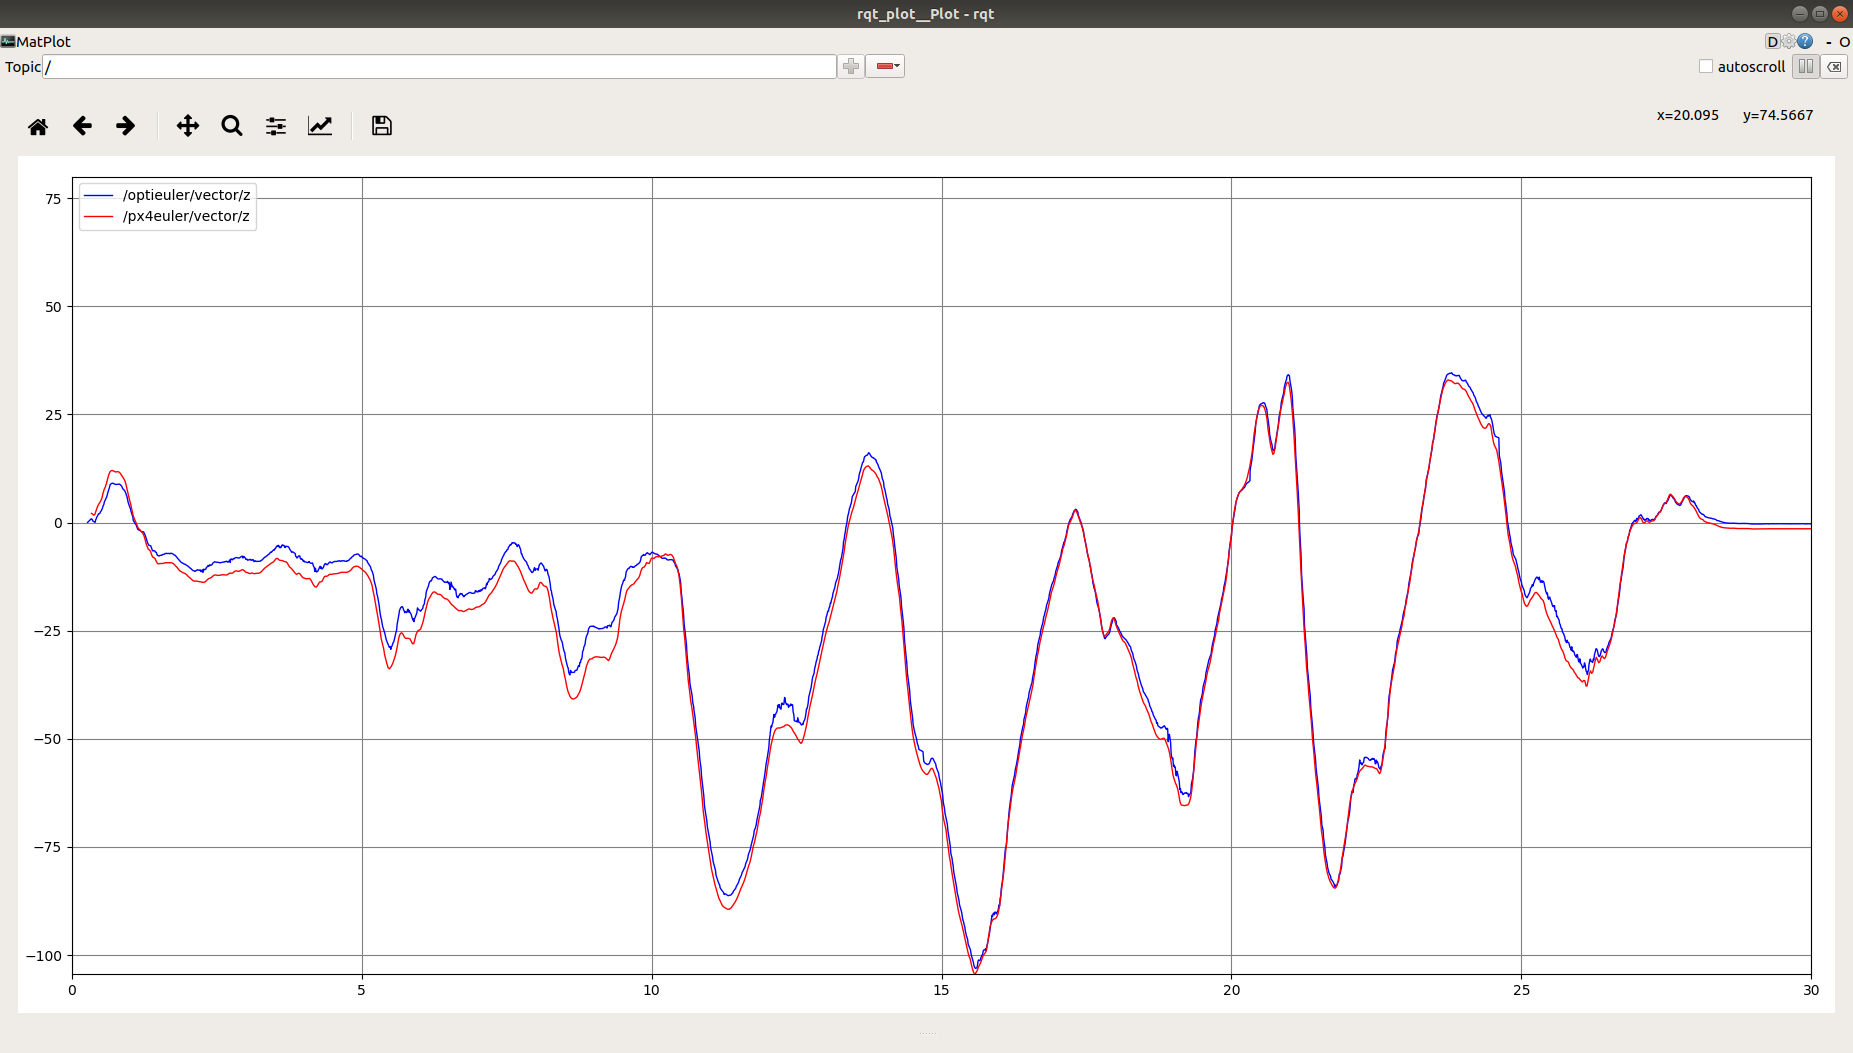 rqt_plot__Plot - rqt
MatPlot
D ? - O
Topic /
autoscroll
x=20.095 y=74.5667
/optieuler/vector/z
/px4euler/vector/z
75
50
25
0
−25
−50
−75
−100
0 5 10 15 20 25 30